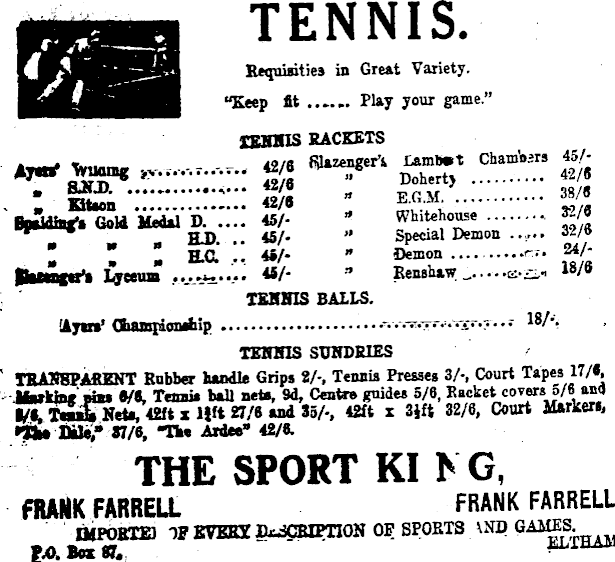 TENNIS.
Requisities in Great Variety.
"Keep fit ...... Play your game."
TENNIS RACKETS
Ayers' Wilding ................ 42/6
„ S.N.D. ................ 42/6
„ Kitson ................ 42/6
Spalding's Gold Medal D. .... 45/-
„ „ „ H.D. .. 45/-
„ „ „ H.C. .. 45/-
Slazenger's Lyceum ........... 45/-
Slazenger's Lambert Chambers 45/-
„ Doherty .......... 42/6
„ E.G.M. ............ 38/6
„ Whitehouse ........ 32/6
„ Special Demon ..... 32/6
„ Demon ............ 24/-
„ Renshaw ............ 18/6
TENNIS BALLS.
Ayers' Championship .................................... 18/-.
TENNIS SUNDRIES
TRANSPARENT Rubber handle Grips 2/-, Tennis Presses 3/-, Court Tapes 17/6,
Marking pins 6/6, Tennis ball nets, 9d, Centre guides 5/6, Racket covers 5/6 and
Tennis Nets, 42ft x 27/6 and 35/-, 42ft x 3½ft 32/6, Court Markers,
"The Dale," 37/6, "The Ardee" 42/6.
THE SPORT KING,
FRANK FARRELL FRANK FARRELL
IMPORTER OF EVERY DESCRIPTION OF SPORTS AND GAMES.
P.O. Box 87. ELTHAM